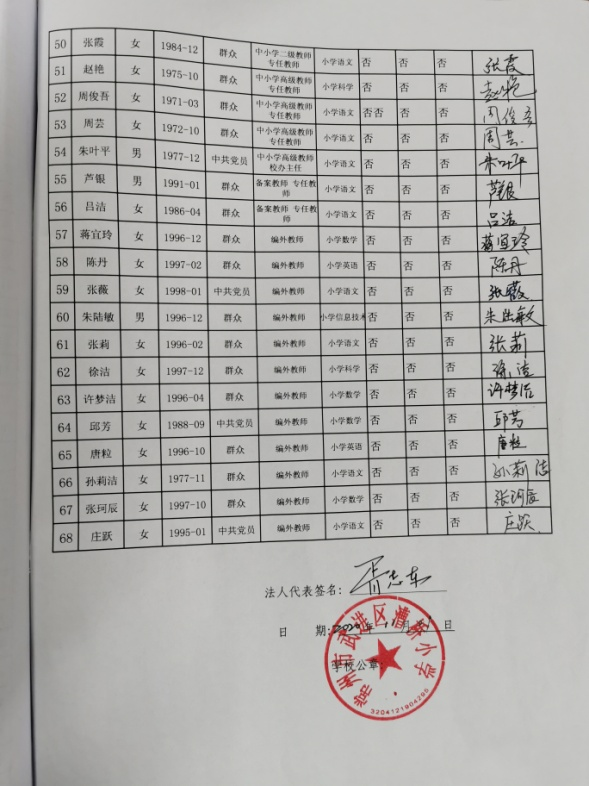 50 张霞 女 1984-12 群众 中小学二级教师 专任教师 小学语文 否 否 否 张霞
51 赵艳 女 1975-10 群众 中小学高级教师 专任教师 小学科学 否 否 否 赵艳
52 周俊吾 女 1971-03 群众 中小学高级教师 专任教师 小学语文 否否 否 否 周俊吾
53 周芸 女 1972-10 群众 中小学高级教师 专任教师 小学语文 否 否 否 周芸
54 朱叶平 男 1977-12 中共党员 中小学高级教师 校办主任 小学语文 否 否 否 朱叶平
55 芦银 男 1991-01 群众 备案教师 专任教师 小学语文 否 否 否 芦银
56 吕洁 女 1986-04 群众 备案教师 专任教师 小学语文 否 否 否 吕洁
57 蒋宜玲 女 1996-12 群众 编外教师 小学数学 否 否 否 蒋宜玲
58 陈丹 女 1997-02 群众 编外教师 小学英语 否 否 否 陈丹
59 张薇 女 1998-01 中共党员 编外教师 小学语文 否 否 否 张薇
60 朱陆敏 男 1996-12 群众 编外教师 小学信息技术 否 否 否 朱陆敏
61 张莉 女 1996-02 群众 编外教师 小学语文 否 否 否 张莉
62 徐洁 女 1997-12 群众 编外教师 小学科学 否 否 否 徐洁
63 许梦洁 女 1996-04 群众 编外教师 小学数学 否 否 否 许梦洁
64 邱芳 女 1988-09 中共党员 编外教师 小学数学 否 否 否 邱芳
65 唐粒 女 1996-10 群众 编外教师 小学英语 否 否 否 唐粒
66 孙莉洁 女 1977-11 群众 编外教师 小学语文 否 否 否 孙莉洁
67 张珂辰 女 1997-10 群众 编外教师 小学数学 否 否 否 张珂辰
68 庄跃 女 1995-01 中共党员 编外教师 小学语文 否 否 否 庄跃
法人代表签名:
日 期: 年 月 日
学校公章:
常州市武进区漕桥小学
3204121904295